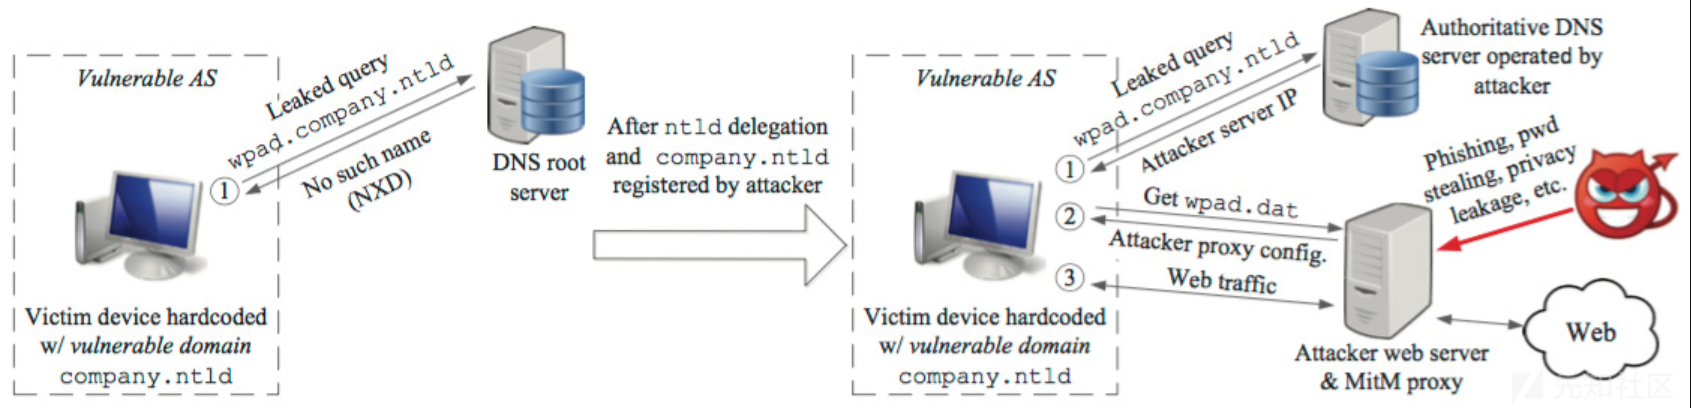 Vulnerable AS
Leaked query
wpad.company.ntld
No such name
(NXD)
1
DNS root
server
Victim device hardcoded
w/ vulnerable domain
company.ntld
After ntld delegation
and company.ntld
registered by attacker
Vulnerable AS
Leaked query
wpad.company.ntld
Attacker server IP
1
Authoritative DNS
server operated by
attacker
2
Get wpad.dat
Attacker proxy config.
3
Web traffic
Phishing, pwd
stealing, privacy
leakage, etc.
Web
Victim device hardcoded
w/ vulnerable domain
company.ntld
Attacker web server
& MitM proxy
先知社区